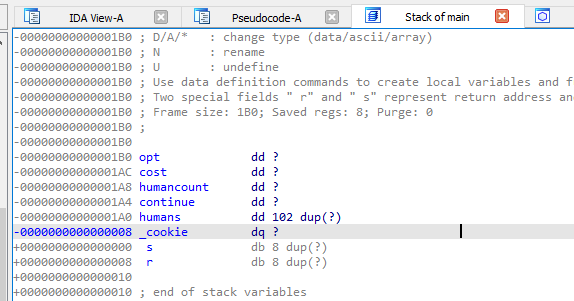 IDA View-A Pseudocode-A Stack of main
-00000000000001B0 ; D/A/* : change type (data/ascii/array)
-00000000000001B0 ; N : rename
-00000000000001B0 ; U : undefine
-00000000000001B0 ; Use data definition commands to create local variables and f
-00000000000001B0 ; Two special fields " r" and " s" represent return address an
-00000000000001B0 ; Frame size: 1B0; Saved regs: 8; Purge: 0
-00000000000001B0 ;
-00000000000001B0
-00000000000001B0 opt dd ?
-00000000000001AC cost dd ?
-00000000000001A8 humancount dd ?
-00000000000001A4 continue dd ?
-00000000000001A0 humans dd 102 dup(?)
-0000000000000008 _cookie dq ?
+0000000000000000 s db 8 dup(?)
+0000000000000008 r db 8 dup(?)
+0000000000000010
+0000000000000010 ; end of stack variables